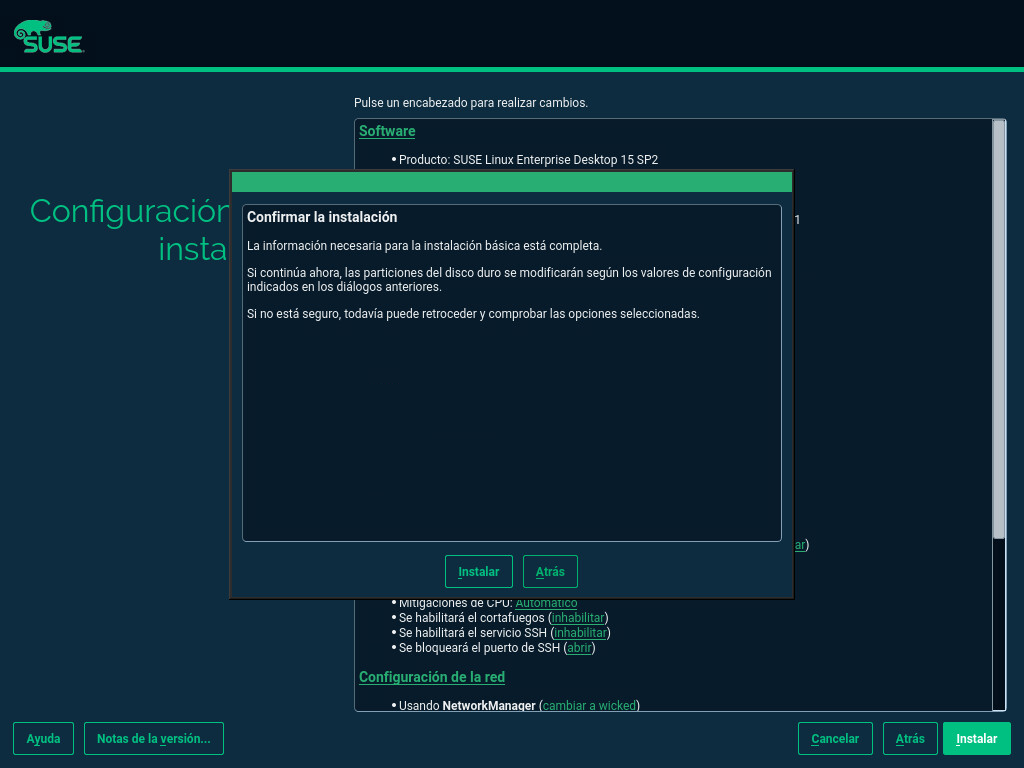 SUSE
Pulse un encabezado para realizar cambios.
Software
• Producto: SUSE Linux Enterprise Desktop 15 SP2
Configuración
insta
1
Confirmar la instalación
La información necesaria para la instalación básica está completa.
Si continúa ahora, las particiones del disco duro se modificarán según los valores de configuración
indicados en los diálogos anteriores.
Si no está seguro, todavía puede retroceder y comprobar las opciones seleccionadas.
ar)
Instalar Atrás
• Mitigaciones de CPU: Automático
• Se habilitará el cortafuegos (inhabilitar)
• Se habilitará el servicio SSH (inhabilitar)
• Se bloqueará el puerto de SSH (abrir)
Configuración de la red
• Usando NetworkManager (cambiar a wicked)
Ayuda Notas de la versión... Cancelar Atrás Instalar